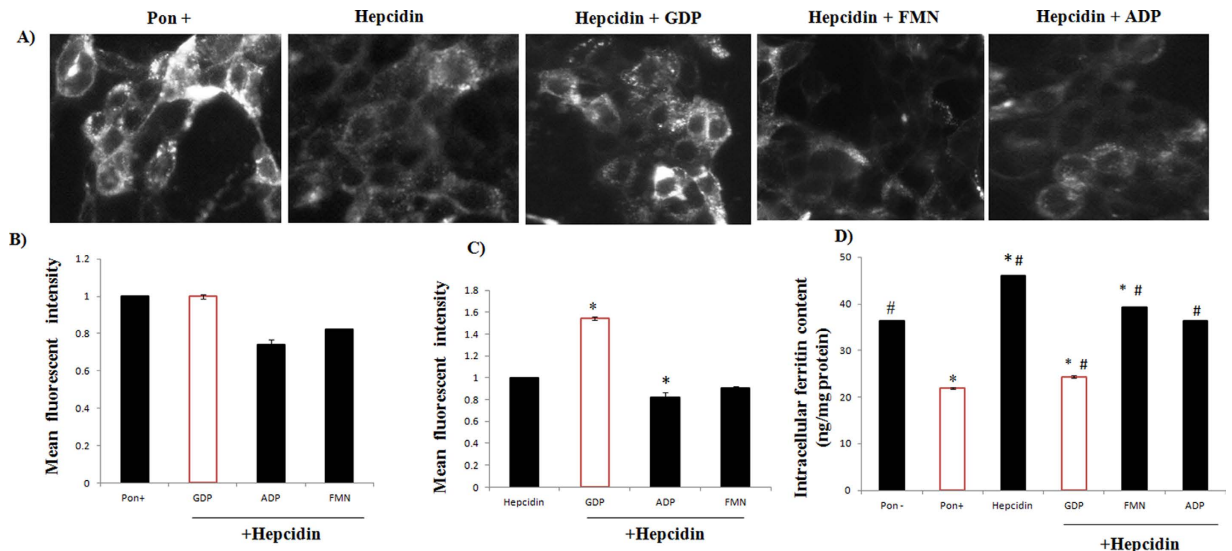 Pon + Hepcidin Hepcidin + GDP Hepcidin + FMN Hepcidin + ADP
A)
B)
Mean fluorescent intensity
1.2
1
0.8
0.6
0.4
0.2
0
Pon+ GDP ADP FMN
+Hepcidin
C)
Mean fluorescent intensity
1.8
1.6
1.4
1.2
1
0.8
0.6
0.4
0.2
0
* *
Hepcidin GDP ADP FMN
+Hepcidin
D)
Intracellular ferritin content
(ng/mg protein)
50
40
30
20
10
0
# * * # * # * # #
Pon - Pon+ Hepcidin GDP FMN ADP
+Hepcidin